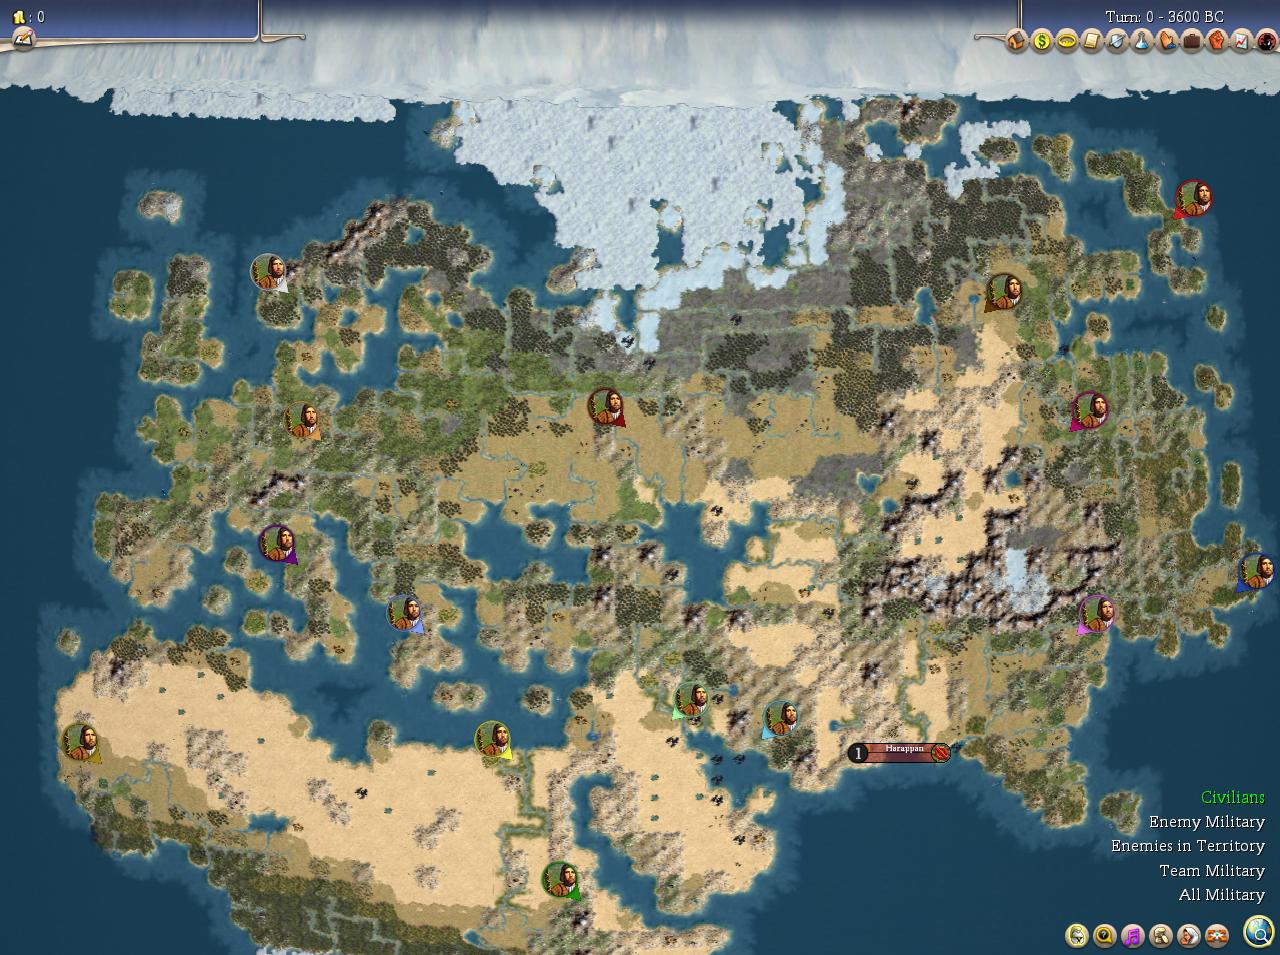 : 0
Turn: 0 - 3600 BC
1 Harappan
Civilians
Enemy Military
Enemies in Territory
Team Military
All Military